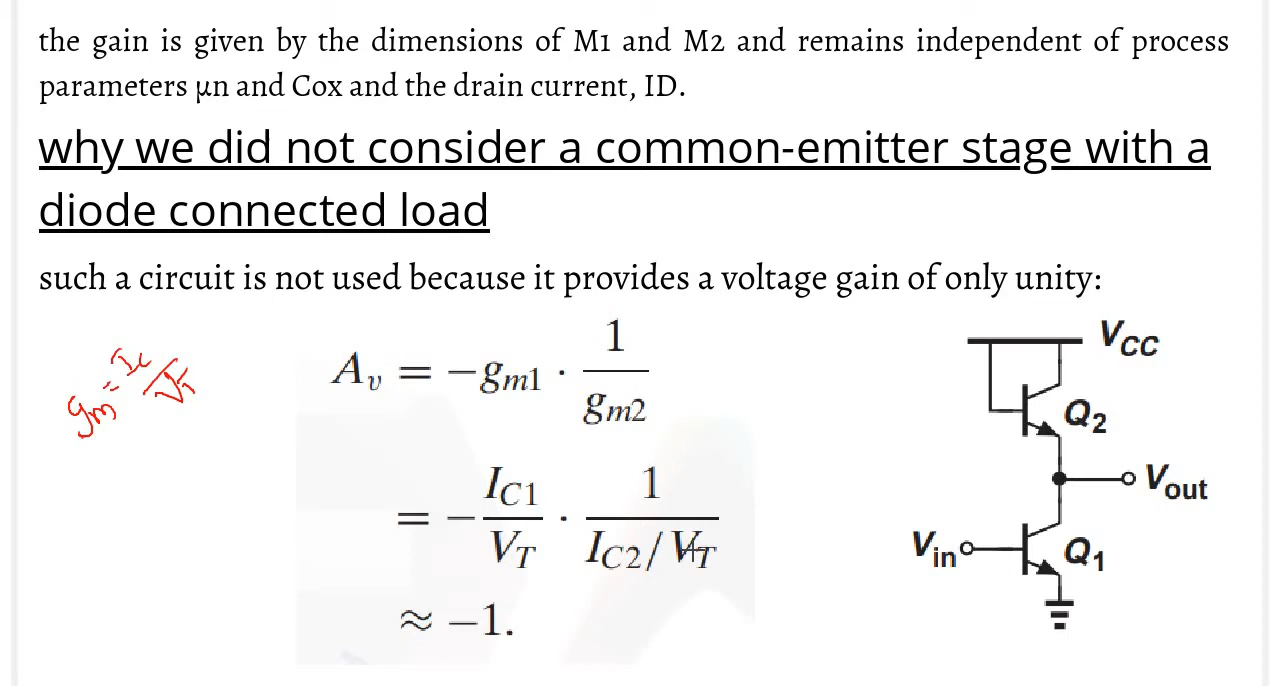 the gain is given by the dimensions of M1 and M2 and remains independent of process
parameters μn and Cox and the drain current, ID.
why we did not consider a common-emitter stage with a
diode connected load
such a circuit is not used because it provides a voltage gain of only unity:
gm = Ic/VT
A_v = −g_m1 · 1/g_m2
= − I_C1/V_T · 1/(I_C2/V_T)
≈ −1.
V_CC
Q_2
V_out
V_in
Q_1